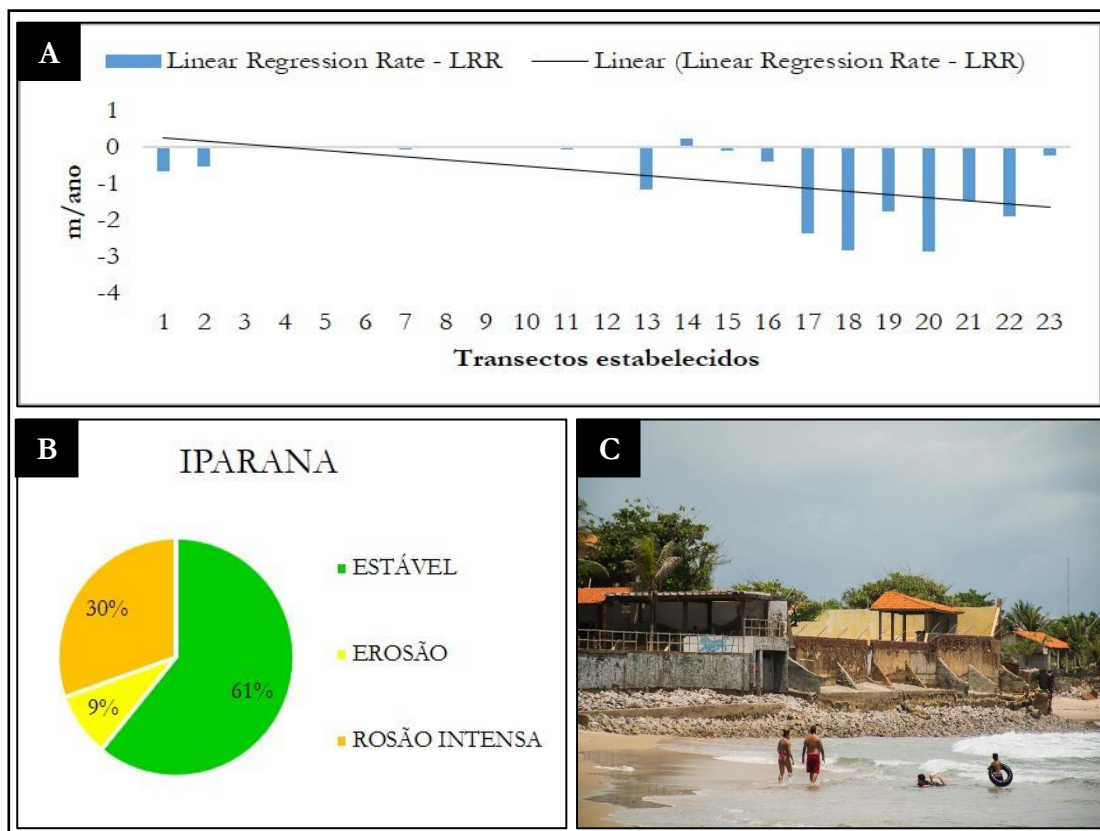 A
Linear Regression Rate - LRR
Linear (Linear Regression Rate - LRR)
1
0
-1
-2
-3
-4
m/ano
1 2 3 4 5 6 7 8 9 10 11 12 13 14 15 16 17 18 19 20 21 22 23
Transectos estabelecidos
B
IPARANA
30%
9%
61%
ESTÁVEL
EROSÃO
ROSÃO INTENSA
C